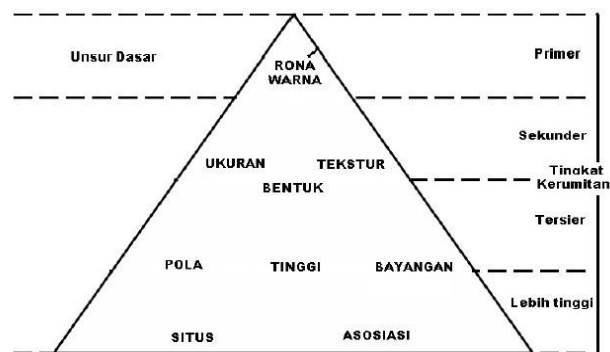 Unsur Dasar
RONA
WARNA
Primer
Sekunder
UKURAN
TEKSTUR
BENTUK
Tingkat
Kerumitan
Tersier
POLA
TINGGI
BAYANGAN
Lebih tinggi
SITUS
ASOSIASI